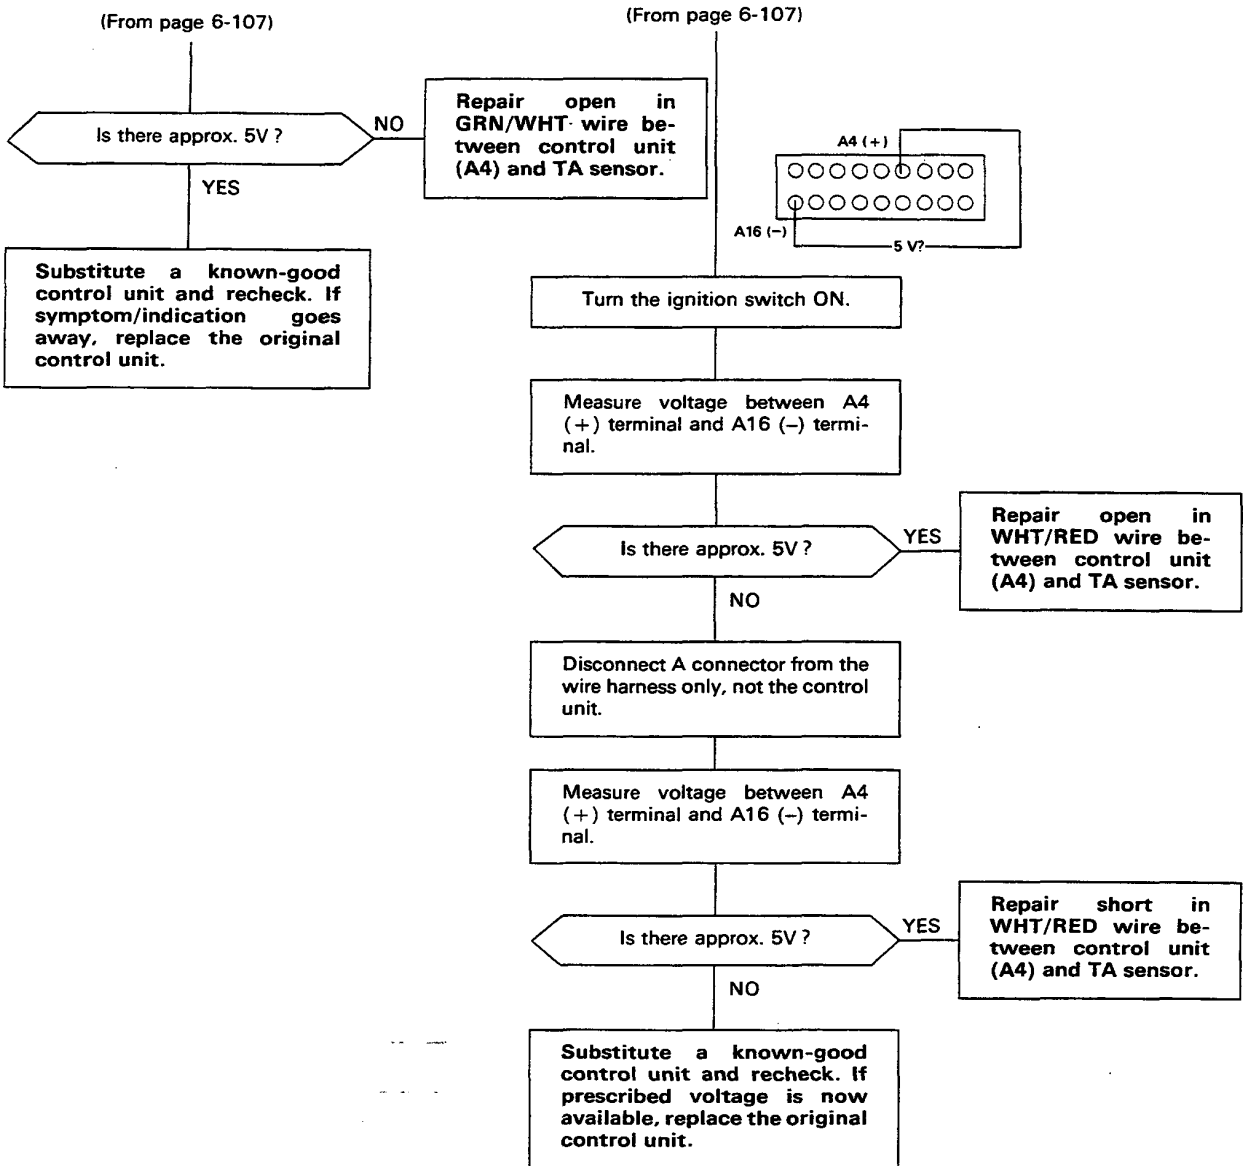 (From page 6-107)
Is there approx. 5V ?
NO
Repair open in
GRN/WHT wire be-
tween control unit
(A4) and TA sensor.
YES
Substitute a known-good
control unit and recheck. If
symptom/indication goes
away, replace the original
control unit.
(From page 6-107)
A4 (+)
A16 (–)
5 V?
Turn the ignition switch ON.
Measure voltage between A4
(+) terminal and A16 (–) termi-
nal.
Is there approx. 5V ?
YES
Repair open in
WHT/RED wire be-
tween control unit
(A4) and TA sensor.
NO
Disconnect A connector from the
wire harness only, not the control
unit.
Measure voltage between A4
(+) terminal and A16 (–) termi-
nal.
Is there approx. 5V ?
YES
Repair short in
WHT/RED wire be-
tween control unit
(A4) and TA sensor.
NO
Substitute a known-good
control unit and recheck. If
prescribed voltage is now
available, replace the original
control unit.